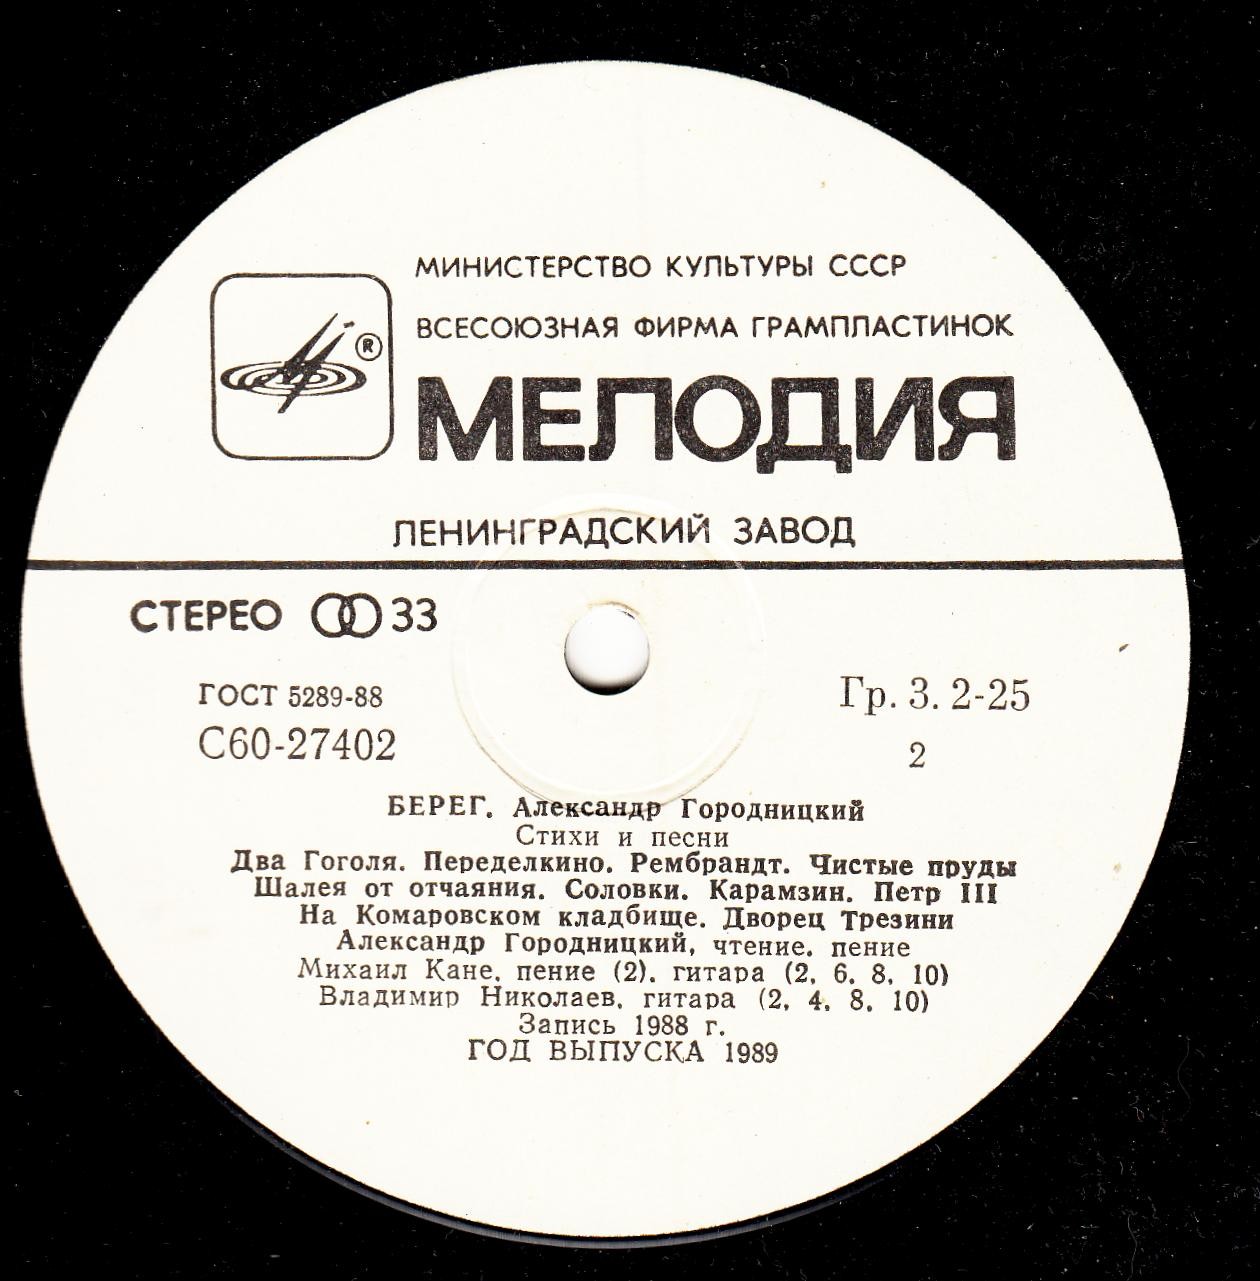 МИНИСТЕРСТВО КУЛЬТУРЫ СССР
ВСЕСОЮЗНАЯ ФИРМА ГРАМПЛАСТИНОК
®
МЕЛОДИЯ
ЛЕНИНГРАДСКИЙ ЗАВОД
СТЕРЕО 33
ГОСТ 5289-88
Гр. 3. 2-25
С60-27402
2
БЕРЕГ. Александр Городницкий
Стихи и песни
Два Гоголя. Переделкино. Рембрандт. Чистые пруды
Шалея от отчаяния. Соловки. Карамзин. Петр III
На Комаровском кладбище. Дворец Трезини
Александр Городницкий, чтение, пение
Михаил Кане, пение (2), гитара (2, 6, 8, 10)
Владимир Николаев, гитара (2, 4, 8, 10)
Запись 1988 г.
ГОД ВЫПУСКА 1989